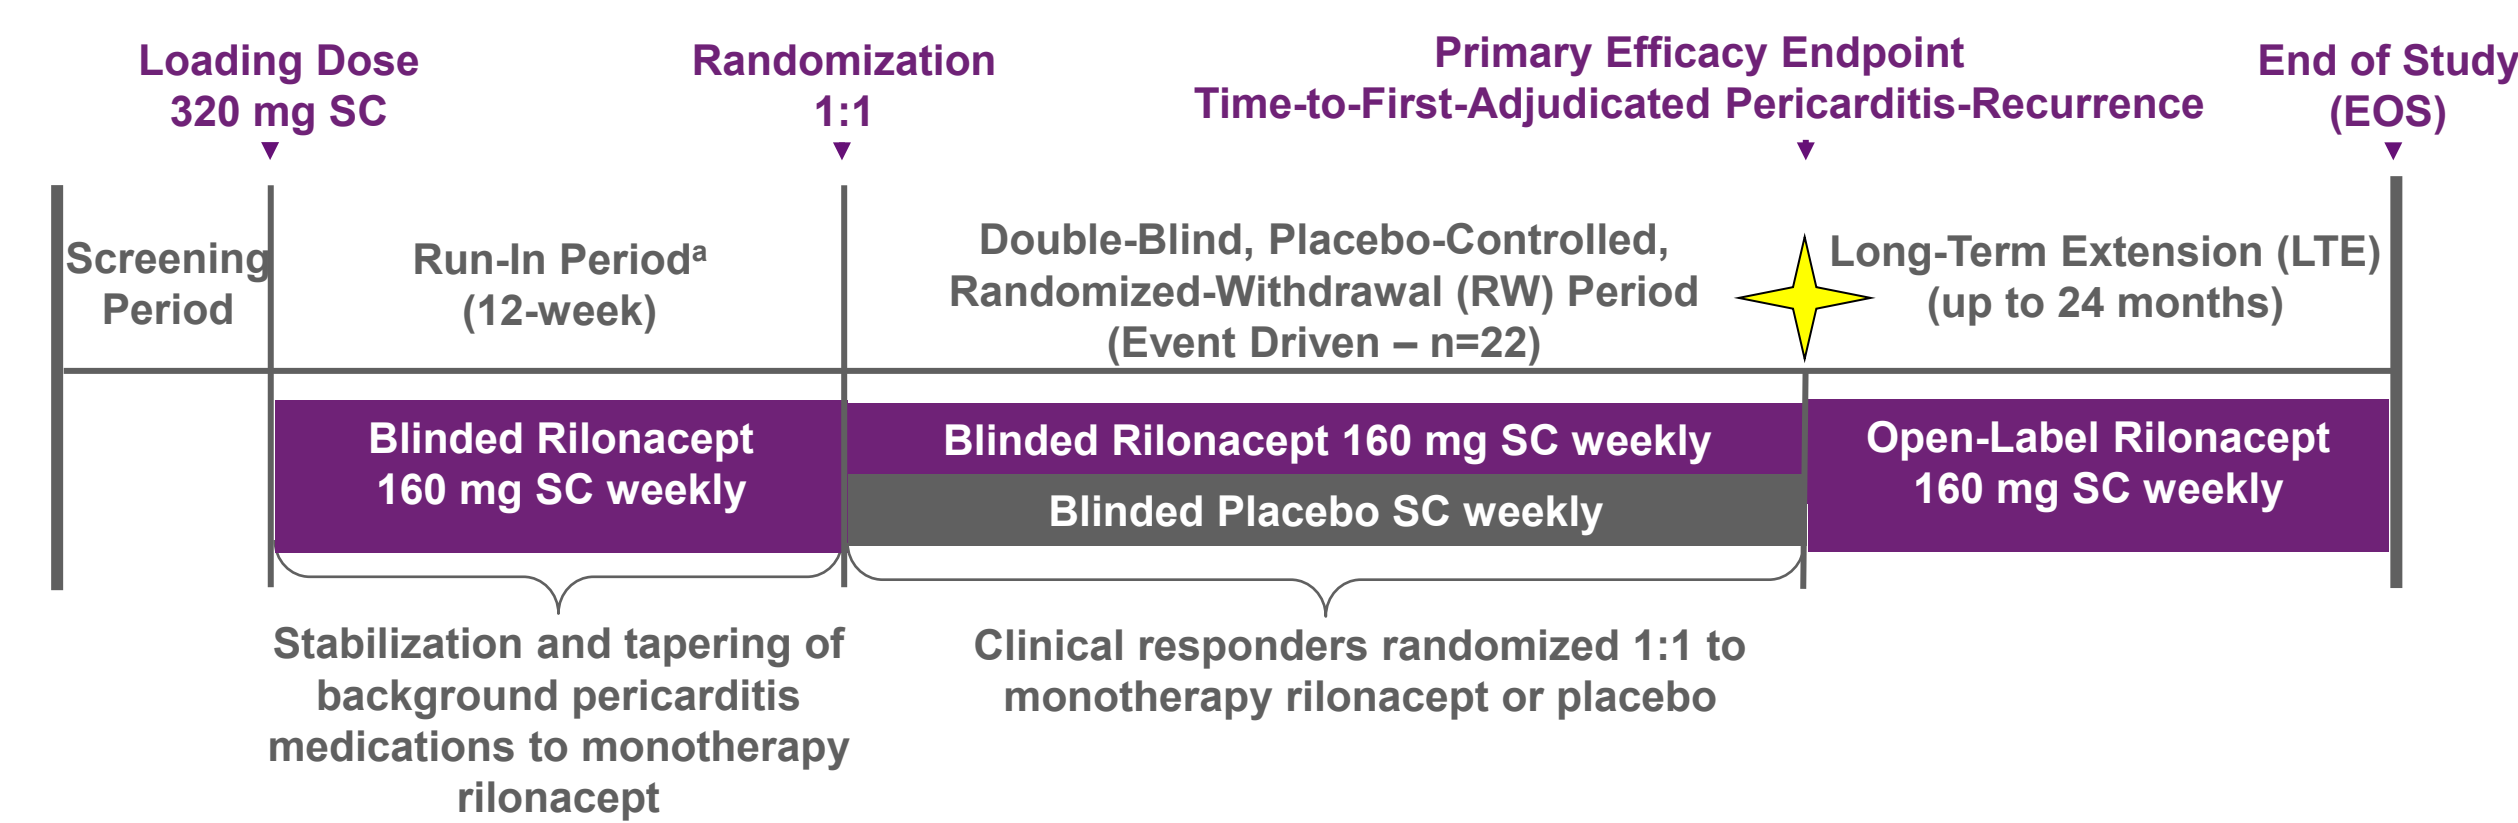 Loading Dose
320 mg SC
Randomization
1:1
Primary Efficacy Endpoint
Time-to-First-Adjudicated Pericarditis-Recurrence
End of Study
(EOS)
Screening
Period
Run-In Periodᵃ
(12-week)
Double-Blind, Placebo-Controlled,
Randomized-Withdrawal (RW) Period
(Event Driven – n=22)
Long-Term Extension (LTE)
(up to 24 months)
Blinded Rilonacept
160 mg SC weekly
Blinded Rilonacept 160 mg SC weekly
Blinded Placebo SC weekly
Open-Label Rilonacept
160 mg SC weekly
Stabilization and tapering of
background pericarditis
medications to monotherapy
rilonacept
Clinical responders randomized 1:1 to
monotherapy rilonacept or placebo